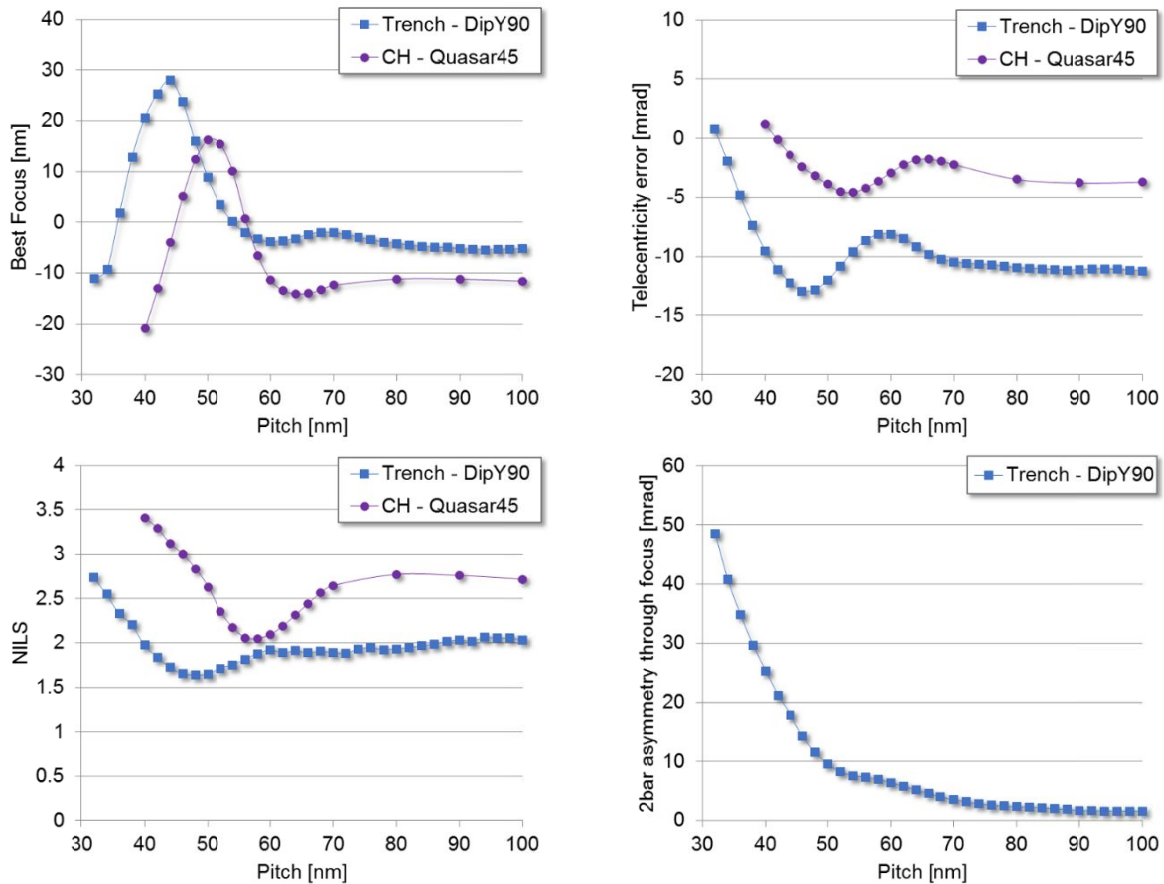 Best Focus [nm]
40
30
20
10
0
-10
-20
-30
Trench - DipY90
CH - Quasar45
30 40 50 60 70 80 90 100
Pitch [nm]
Telecentricity error [mrad]
10
5
0
-5
-10
-15
-20
Trench - DipY90
CH - Quasar45
30 40 50 60 70 80 90 100
Pitch [nm]
NILS
4
3.5
3
2.5
2
1.5
1
0.5
0
Trench - DipY90
CH - Quasar45
30 40 50 60 70 80 90 100
Pitch [nm]
2bar asymmetry through focus [mrad]
60
50
40
30
20
10
0
Trench - DipY90
30 40 50 60 70 80 90 100
Pitch [nm]